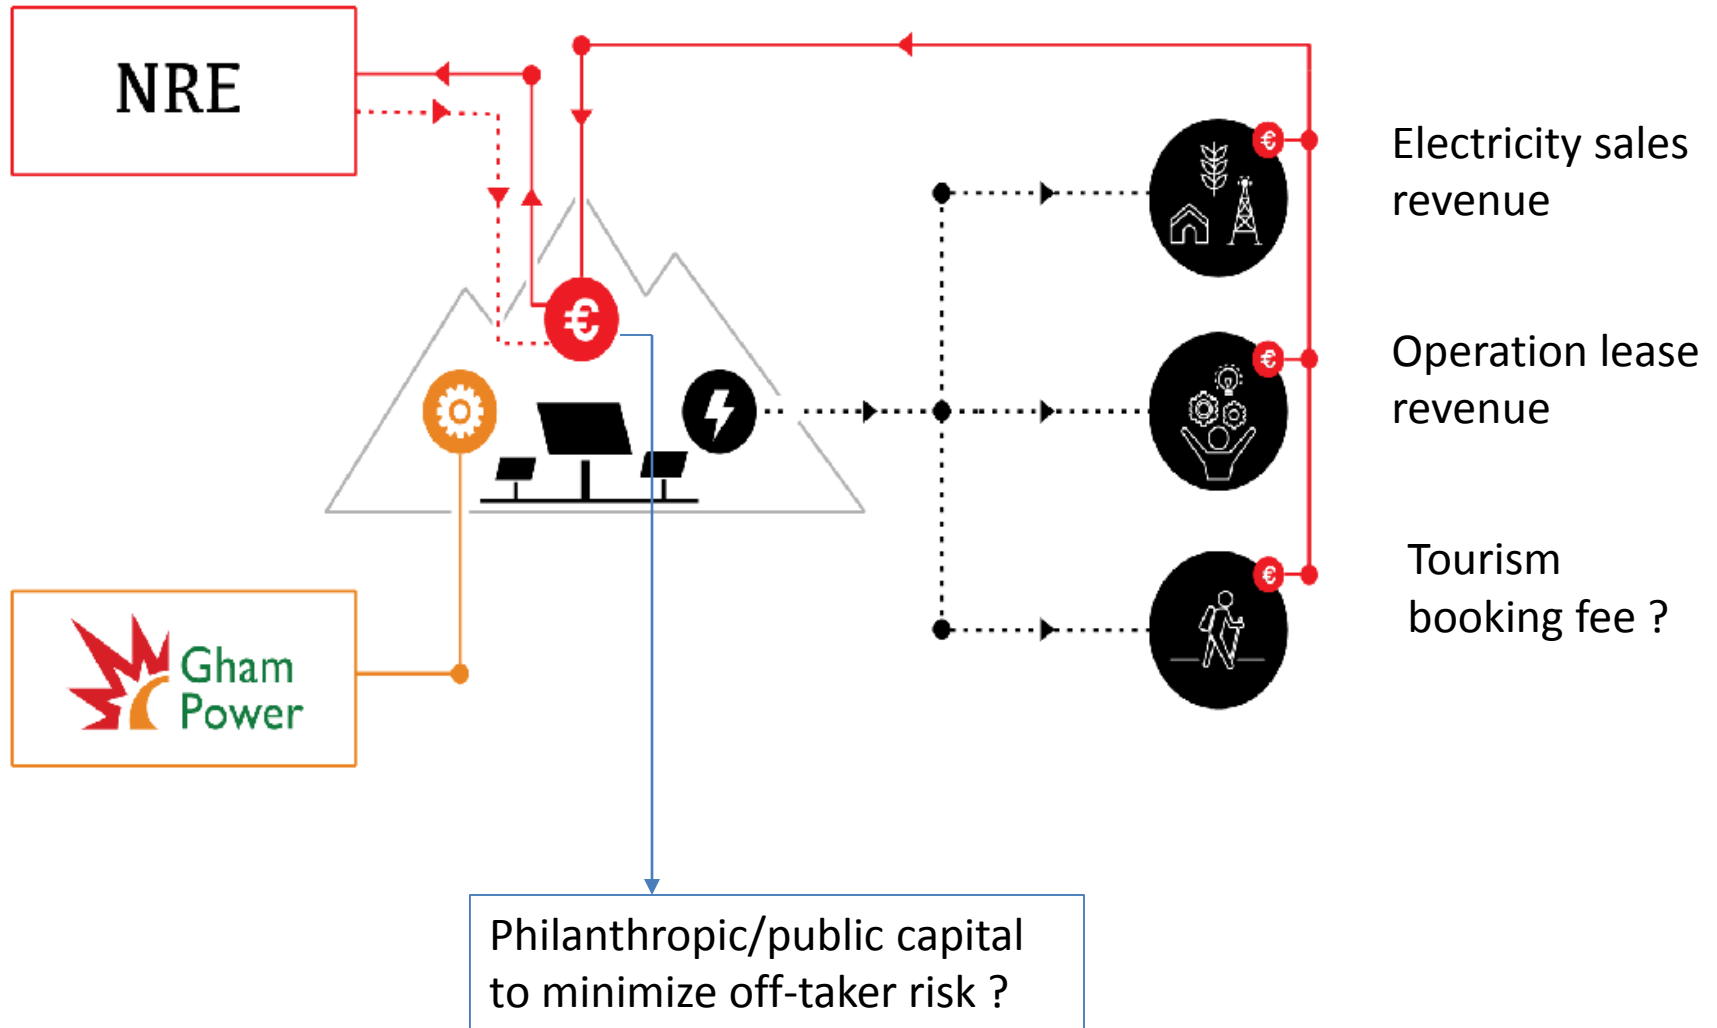 NRE
Electricity sales
revenue
€
€
Operation lease
revenue
€
Tourism
booking fee ?
€
Gham
Power
Philanthropic/public capital
to minimize off-taker risk ?